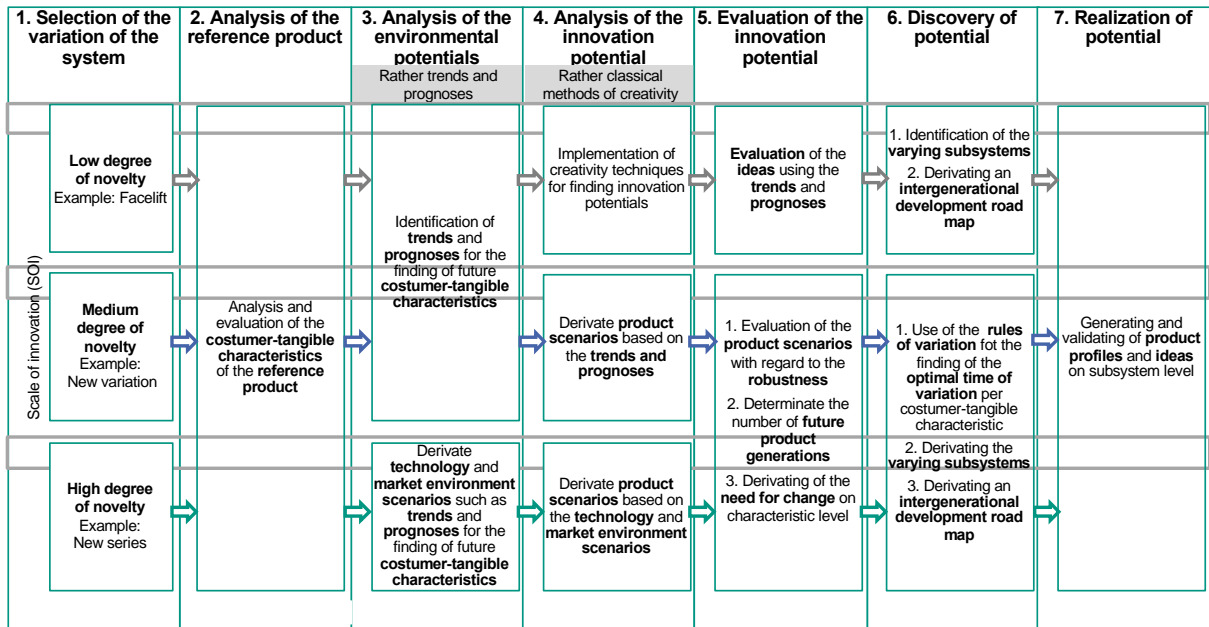 1. Selection of the
variation of the
system
2. Analysis of the
reference product
3. Analysis of the
environmental
potentials
Rather trends and
prognoses
4. Analysis of the
innovation
potential
Rather classical
methods of creativity
5. Evaluation of the
innovation
potential
6. Discovery of
potential
7. Realization of
potential
Scale of innovation (SOI)
Low degree
of novelty
Example: Facelift
Medium
degree of
novelty
Example:
New variation
High degree
of novelty
Example:
New series
Analysis and
evaluation of the
costumer-tangible
characteristics
of the reference
product
Identification of
trends and
prognoses for the
finding of future
costumer-tangible
characteristics
Derivate
technology and
market environment
scenarios such as
trends and
prognoses for the
finding of future
costumer-tangible
characteristics
Implementation of
creativity techniques
for finding innovation
potentials
Derivate product
scenarios based on
the trends and
prognoses
Derivate product
scenarios based on
the technology and
market environment
scenarios
Evaluation of the
ideas using the
trends and
prognoses
1. Evaluation of the
product scenarios
with regard to the
robustness
2. Determinate the
number of future
product
generations
3. Derivating of the
need for change on
characteristic level
1. Identification of the
varying subsystems
2. Derivating an
intergenerational
development road
map
1. Use of the rules
of variation fot the
finding of the
optimal time of
variation per
costumer-tangible
characteristic
2. Derivating the
varying subsystems
3. Derivating an
intergenerational
development road
map
Generating and
validating of product
profiles and ideas
on subsystem level